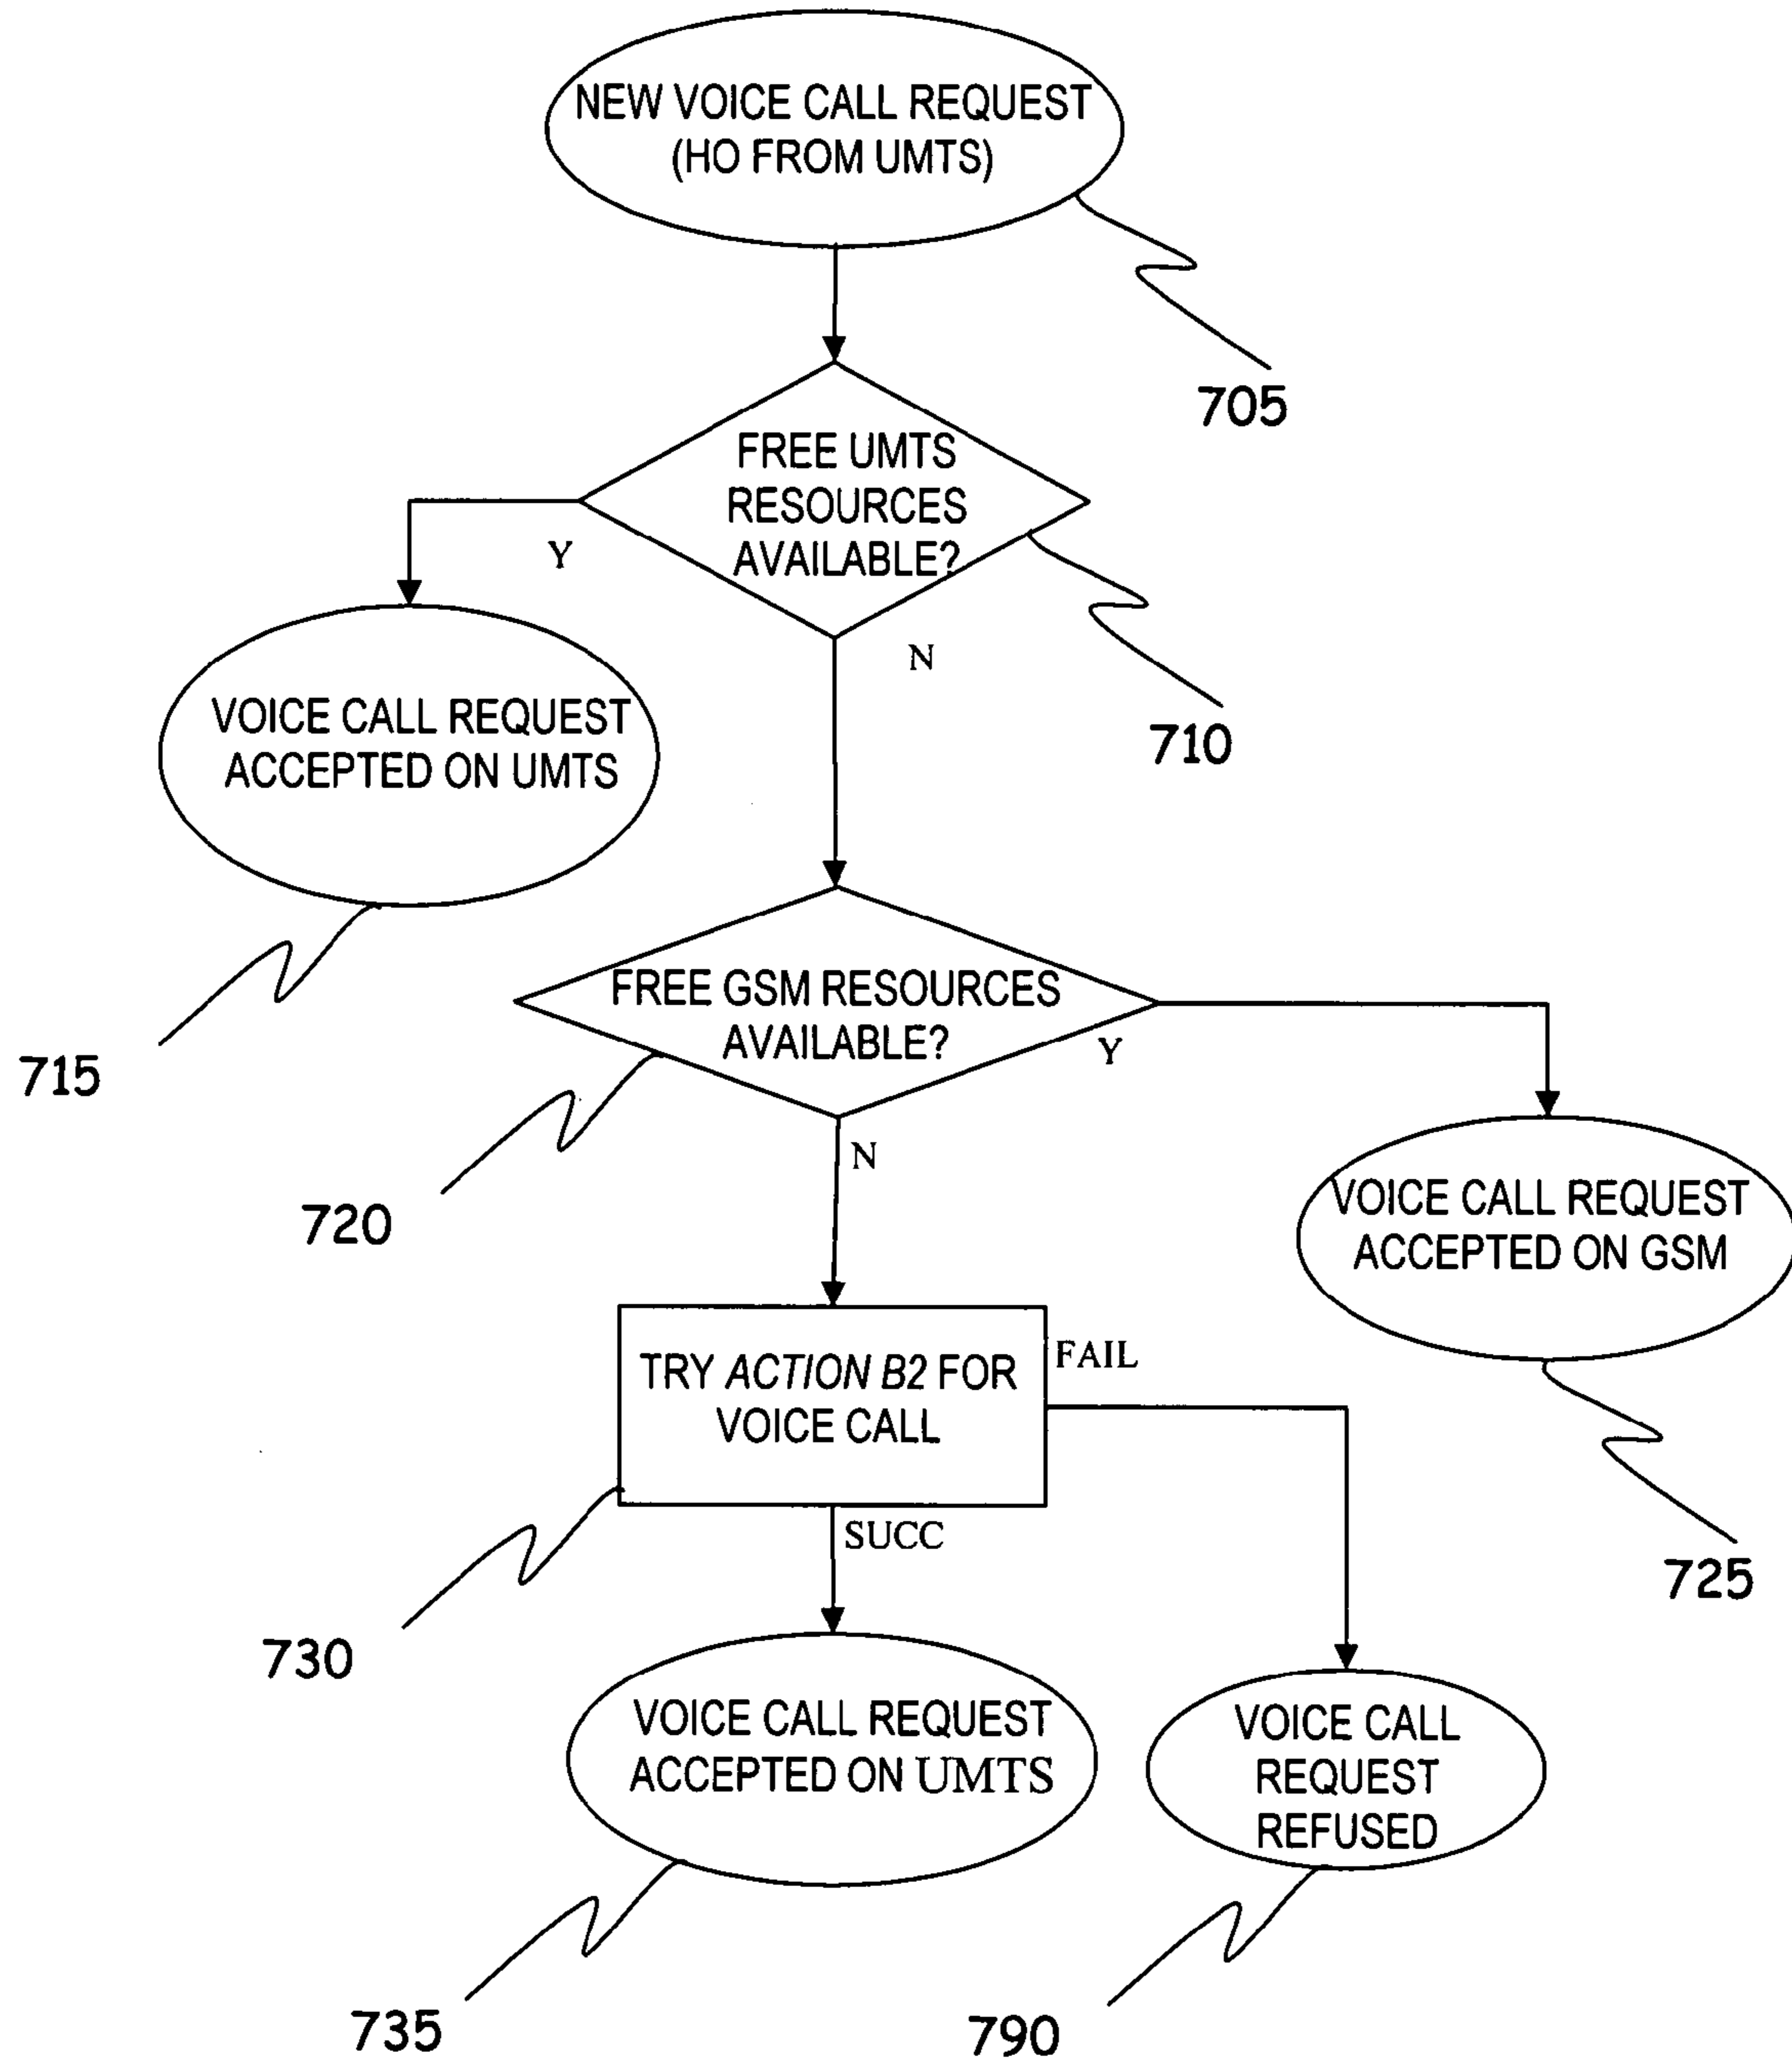 NEW VOICE CALL REQUEST
(HO FROM UMTS)
705
FREE UMTS
RESOURCES
AVAILABLE?
Y
N
710
VOICE CALL REQUEST
ACCEPTED ON UMTS
715
FREE GSM RESOURCES
AVAILABLE?
Y
N
720
VOICE CALL REQUEST
ACCEPTED ON GSM
725
TRY ACTION B2 FOR
VOICE CALL
FAIL
SUCC
730
VOICE CALL REQUEST
ACCEPTED ON UMTS
735
VOICE CALL
REQUEST
REFUSED
790